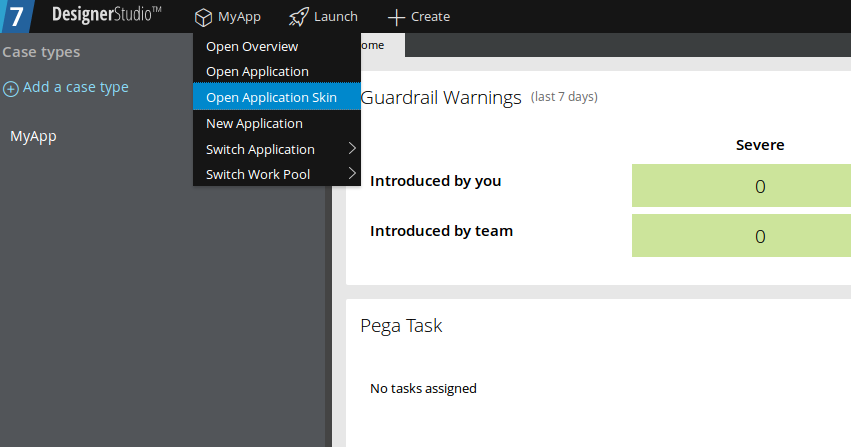 7 DesignerStudio™ MyApp Launch Create
Case types
Add a case type
MyApp
Open Overview
Open Application
Open Application Skin
New Application
Switch Application
Switch Work Pool
ome
Guardrail Warnings (last 7 days)
Severe
Introduced by you 0
Introduced by team 0
Pega Task
No tasks assigned